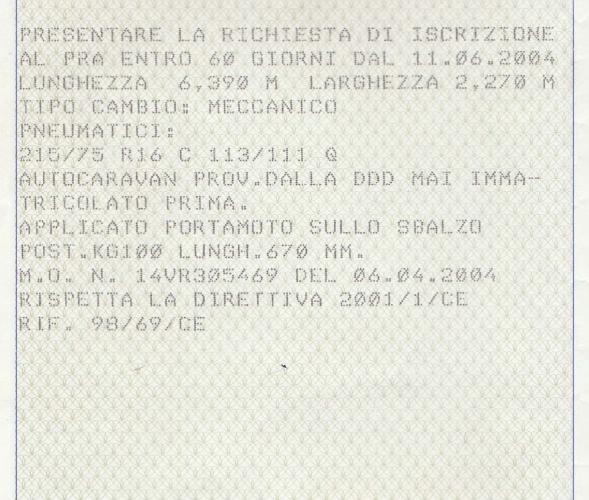 PRESENTARE LA RICHIESTA DI ISCRIZIONE
AL PRA ENTRO 60 GIORNI DAL 11.06.2004
LUNGHEZZA 6,390 M LARGHEZZA 2,270 M
TIPO CAMBIO: MECCANICO
PNEUMATICI:
215/75 R16 C 113/111 Q
AUTOCARAVAN PROV.DALLA DDD MAI IMMA-
TRICOLATO PRIMA.
APPLICATO PORTAMOTO SULLO SBALZO
POST.KG100 LUNGH.670 MM.
M.O. N. 14VR305469 DEL 06.04.2004
RISPETTA LA DIRETTIVA 2001/1/CE
RIF. 98/69/CE